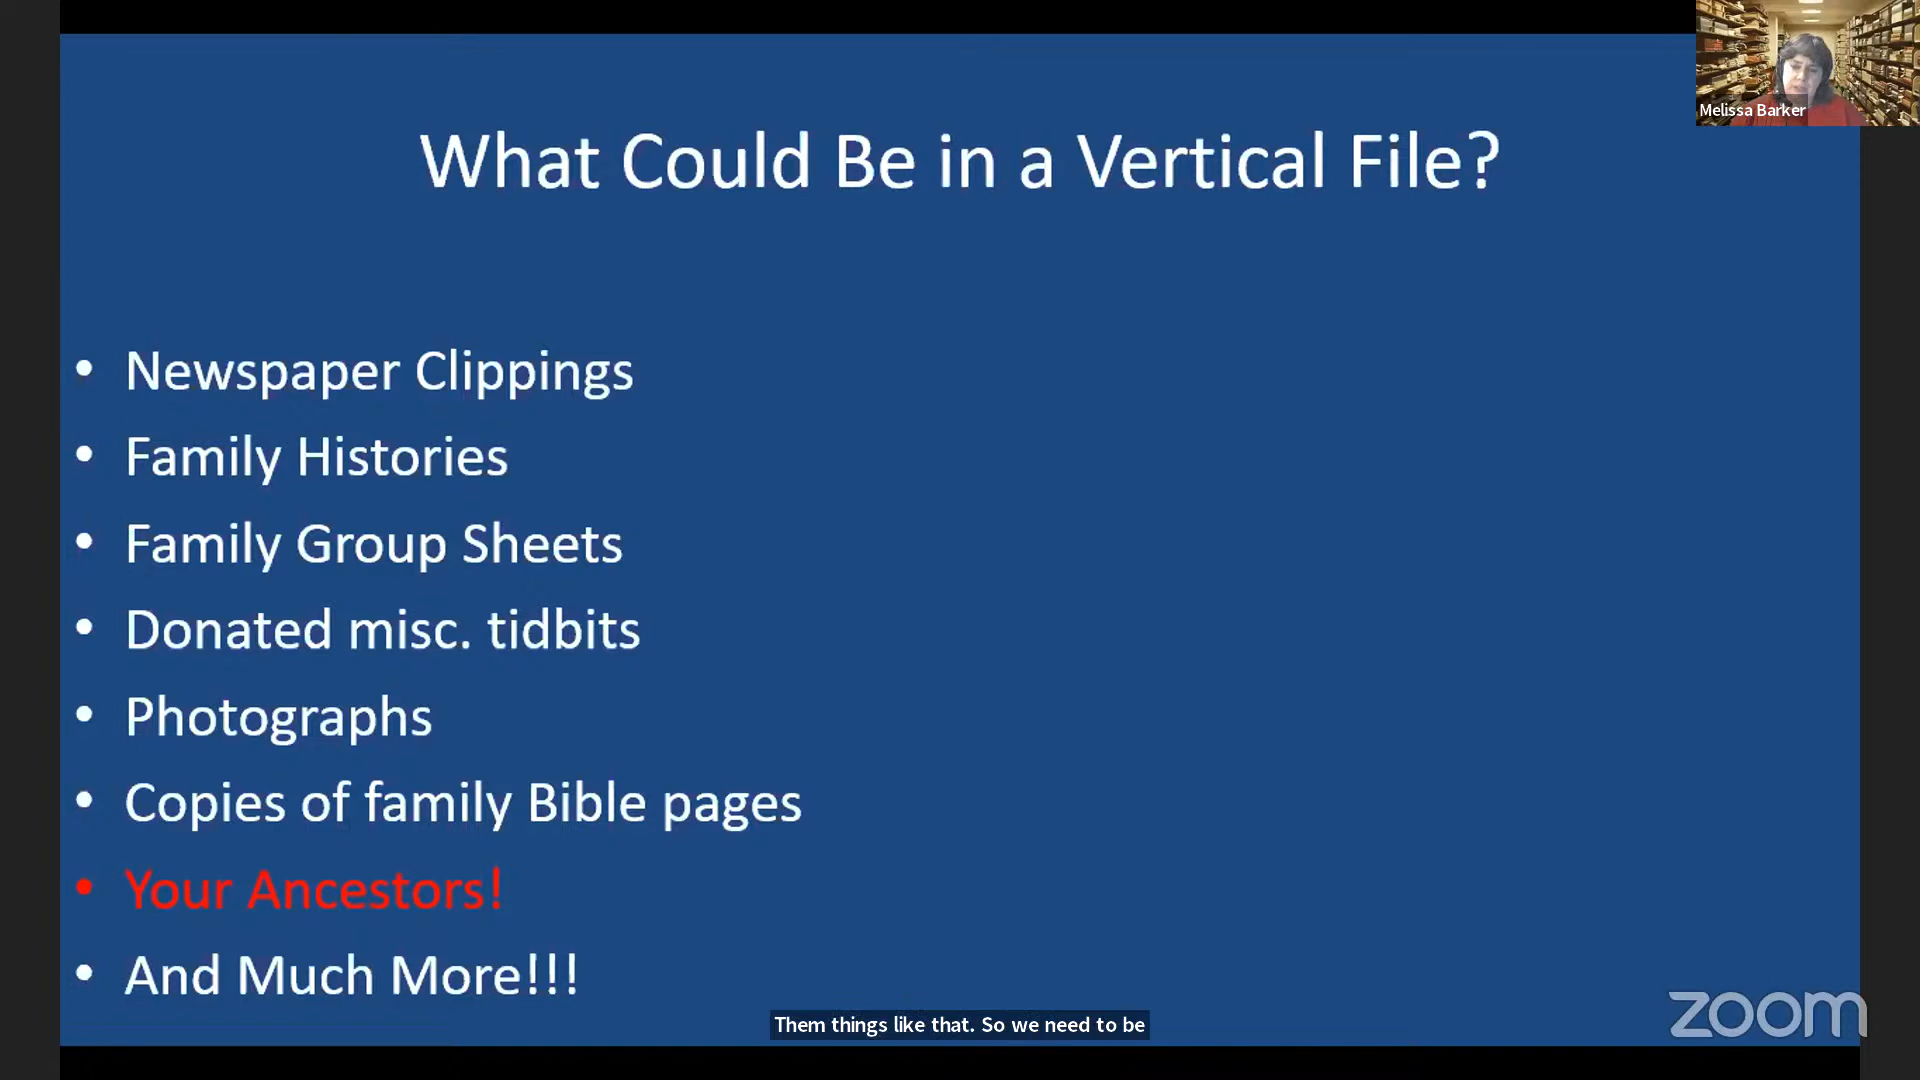 Melissa Barker
What Could Be in a Vertical File?
• Newspaper Clippings
• Family Histories
• Family Group Sheets
• Donated misc. tidbits
• Photographs
• Copies of family Bible pages
• Your Ancestors!
• And Much More!!!
Them things like that. So we need to be
zoom